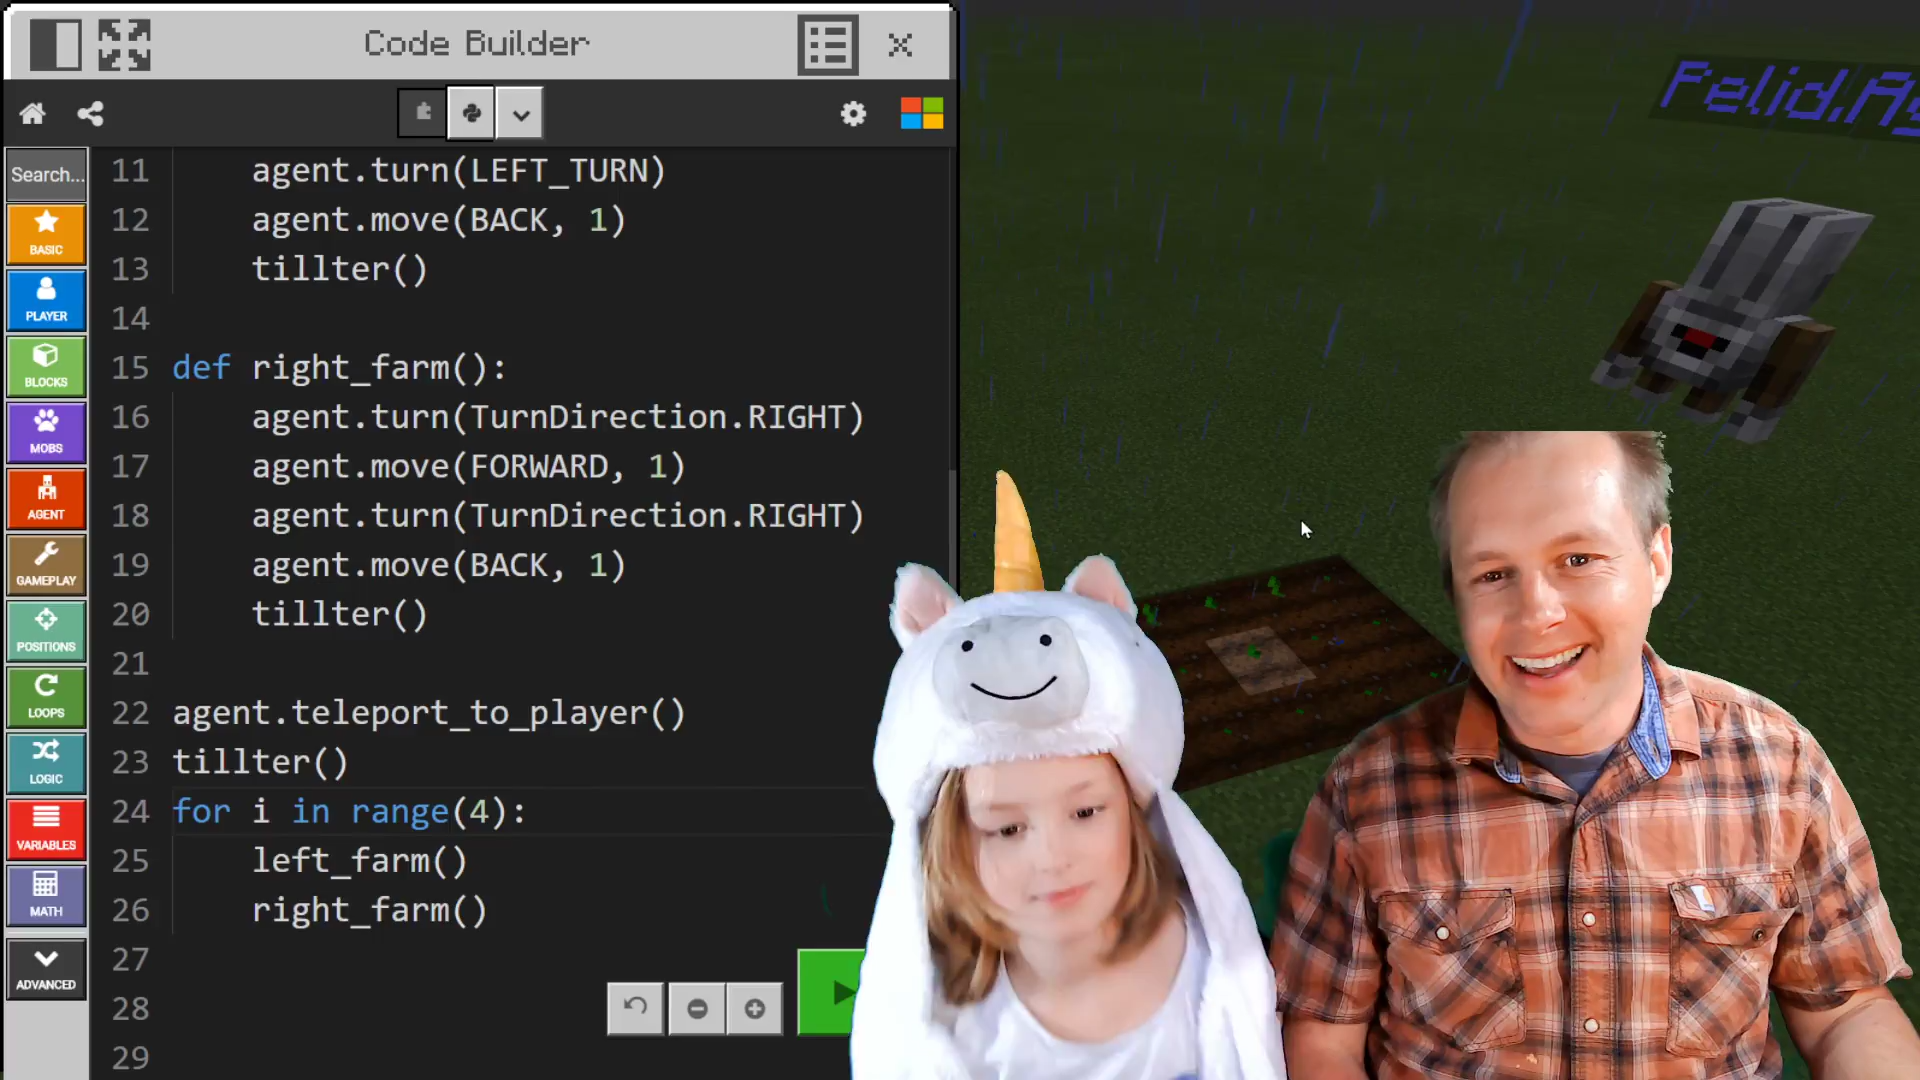 Code Builder
Search...
BASIC
PLAYER
BLOCKS
MOBS
AGENT
GAMEPLAY
POSITIONS
LOOPS
LOGIC
VARIABLES
MATH
ADVANCED
11 agent.turn(LEFT_TURN)
12 agent.move(BACK, 1)
13 tillter()
14
15 def right_farm():
16 agent.turn(TurnDirection.RIGHT)
17 agent.move(FORWARD, 1)
18 agent.turn(TurnDirection.RIGHT)
19 agent.move(BACK, 1)
20 tillter()
21
22 agent.teleport_to_player()
23 tillter()
24 for i in range(4):
25 left_farm()
26 right_farm()
27
28
29
Felid.Ag